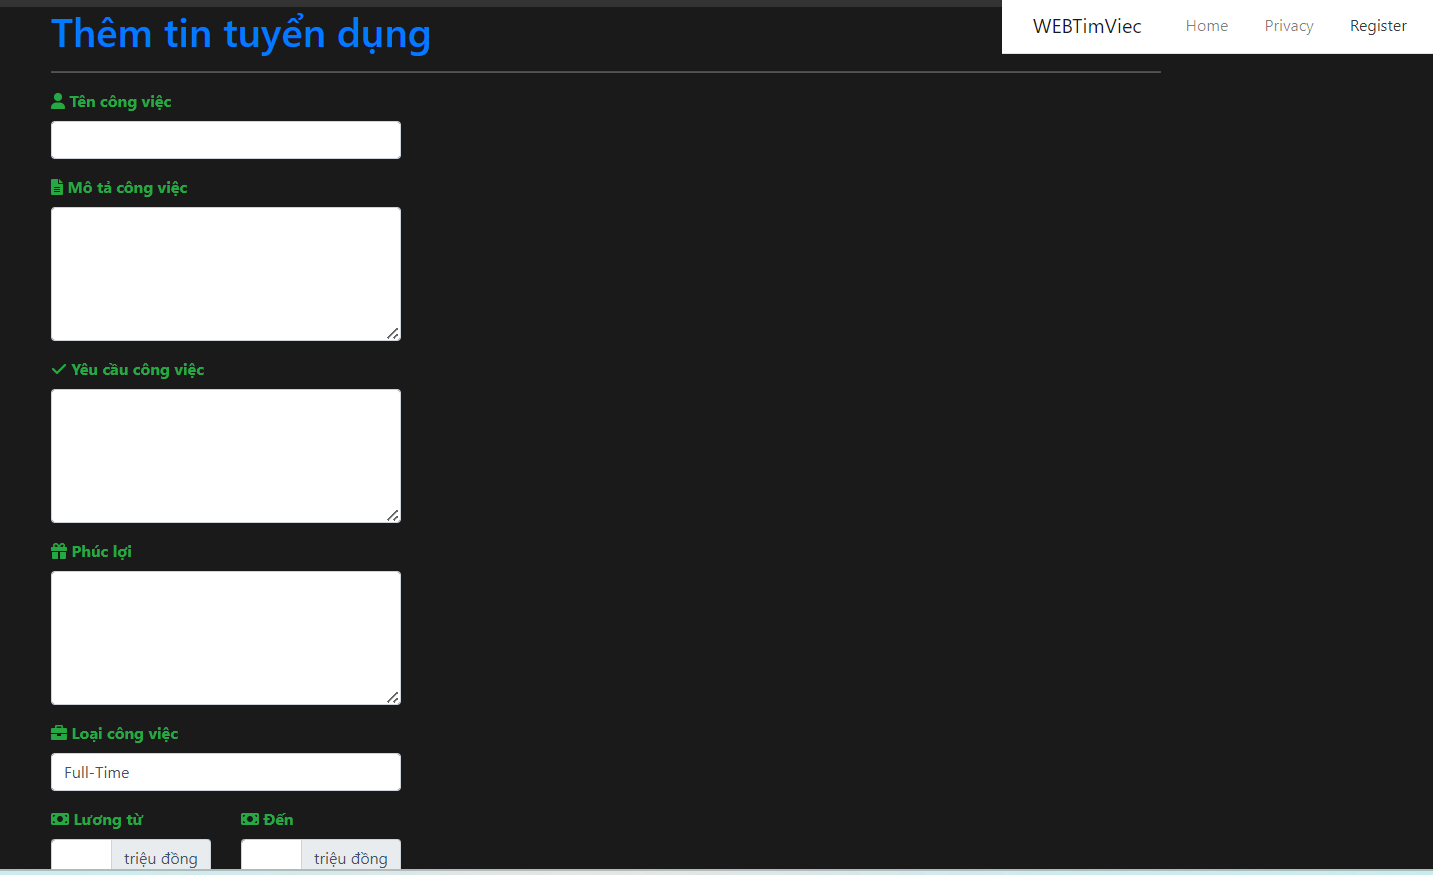 Thêm tin tuyển dụng
WEBTimViec Home Privacy Register
Tên công việc
Mô tả công việc
Yêu cầu công việc
Phúc lợi
Loại công việc
Full-Time
Lương từ Đến
triệu đồng triệu đồng